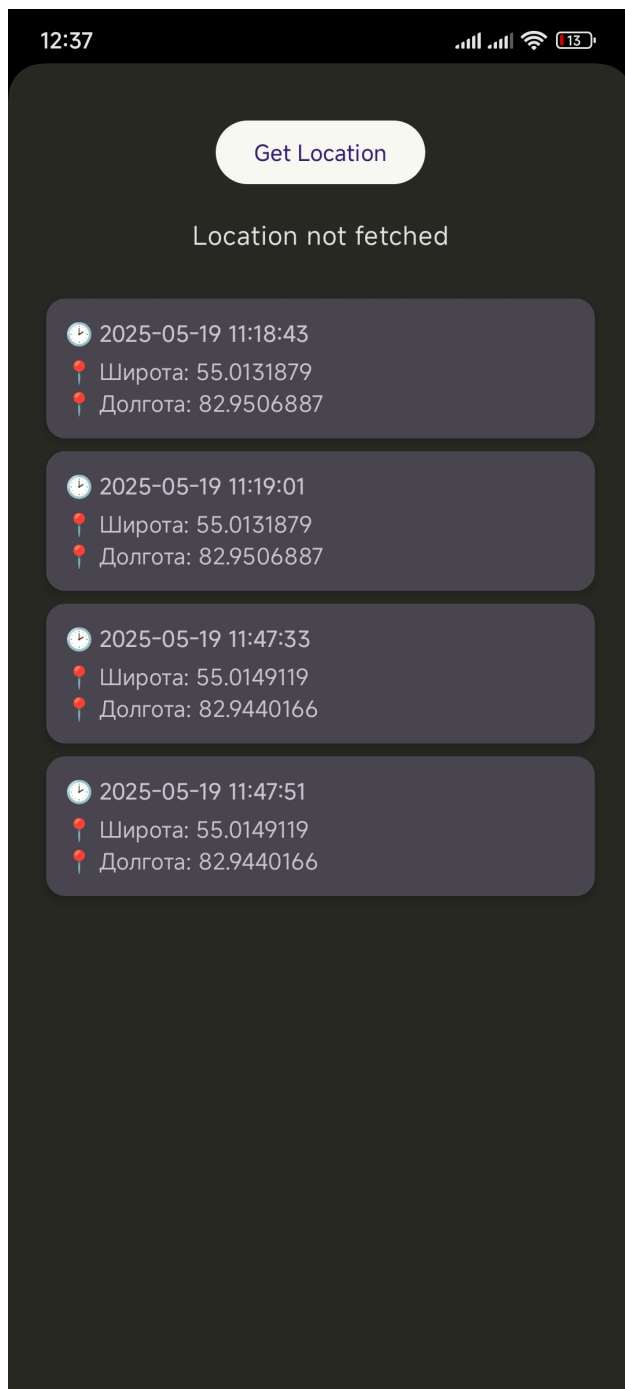 12:37
13
Get Location
Location not fetched
🕑 2025-05-19 11:18:43
📍 Широта: 55.0131879
📍 Долгота: 82.9506887
🕑 2025-05-19 11:19:01
📍 Широта: 55.0131879
📍 Долгота: 82.9506887
🕑 2025-05-19 11:47:33
📍 Широта: 55.0149119
📍 Долгота: 82.9440166
🕑 2025-05-19 11:47:51
📍 Широта: 55.0149119
📍 Долгота: 82.9440166